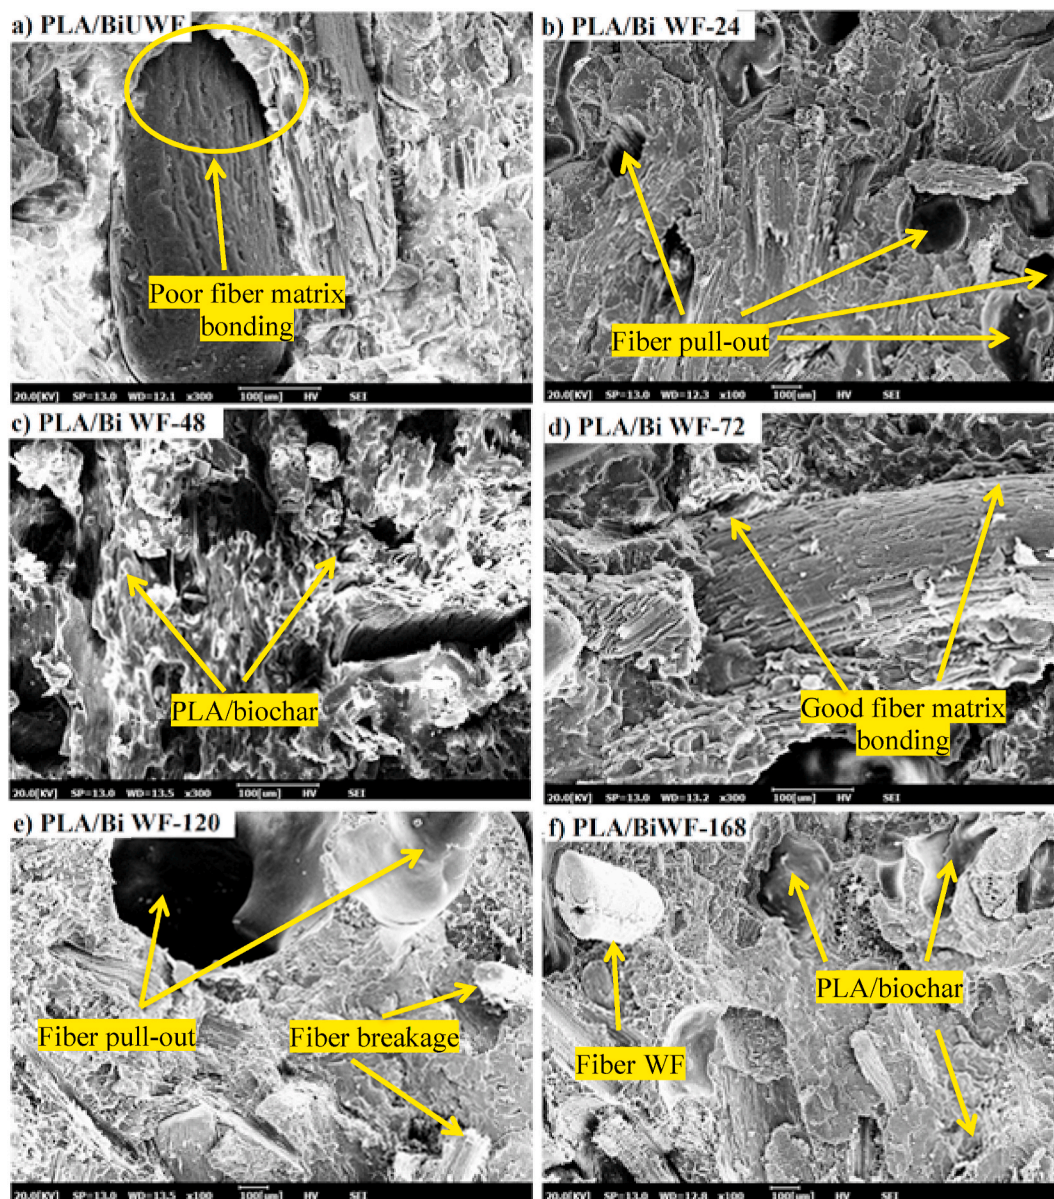 a) PLA/BiUWF
Poor fiber matrix
bonding
20.0[KV] SP=13.0 WD=12.1 x300 100[um] HV SEI
b) PLA/Bi WF-24
Fiber pull-out
20.0[KV] SP=13.0 WD=12.3 x100 100[um] HV SEI
c) PLA/Bi WF-48
PLA/biochar
20.0[KV] SP=13.0 WD=13.5 x300 100[um] HV SEI
d) PLA/Bi WF-72
Good fiber matrix
bonding
20.0[KV] SP=13.0 WD=13.2 x300 100[um] HV SEI
e) PLA/Bi WF-120
Fiber pull-out
Fiber breakage
20.0[KV] SP=13.0 WD=13.5 x100 100[um] HV SEI
f) PLA/BiWF-168
PLA/biochar
Fiber WF
20.0[KV] SP=13.0 WD=12.8 x100 100[um] HV SEI